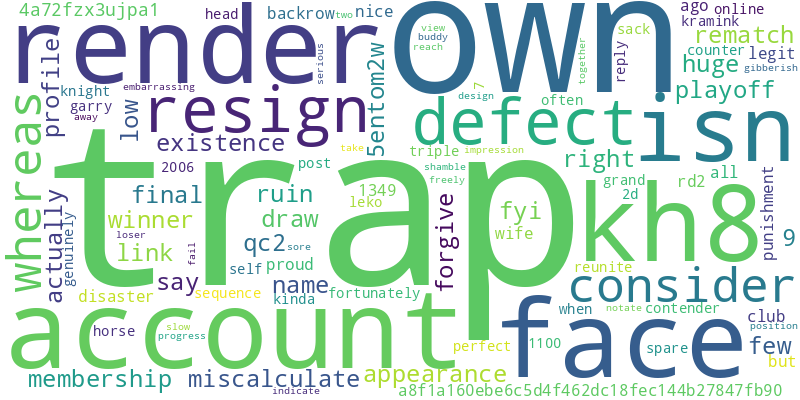 4a72fzx3ujpa1 head backrow two nice ago online
render own view buddy reach sack kramink rematch
profile serious together reply counter legit huge gibberish
knight embarrassing garry away low resign 5entom2w 7 design often playoff
whereas existence defect isn
trap 2006 post triple take impression right all
shamble freely grand 2d rd2 punishment
final ruin 1349 leko kh8
actually genuinely winner draw forgive fyi wife 9
loser fail link qc2 sore self proud reunite
say name kinda fortunately consider
disaster sequence when notate contender club position
account horse slow progress face few
perfect 1100 spare but
membership miscalculate indicate appearance
a8f1a160ebe6c5d4f462dc18fec144b27847fb90